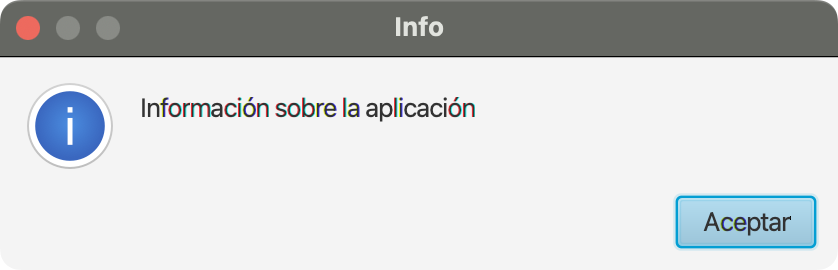 Info
Información sobre la aplicación
Aceptar